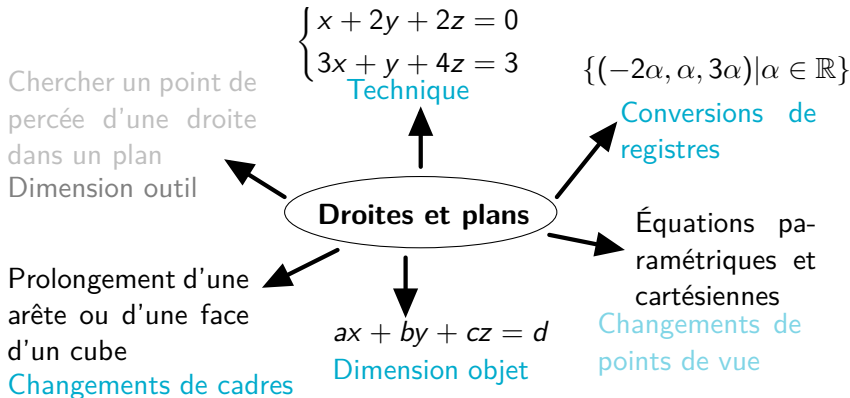 x + 2y + 2z = 0
3x + y + 4z = 3
Technique
{(−2α, α, 3α)|α ∈ ℝ}
Conversions de
registres
Chercher un point de
percée d'une droite
dans un plan
Dimension outil
Droites et plans
Équations pa-
ramétriques et
cartésiennes
Changements de
points de vue
Prolongement d'une
arête ou d'une face
d'un cube
Changements de cadres
ax + by + cz = d
Dimension objet